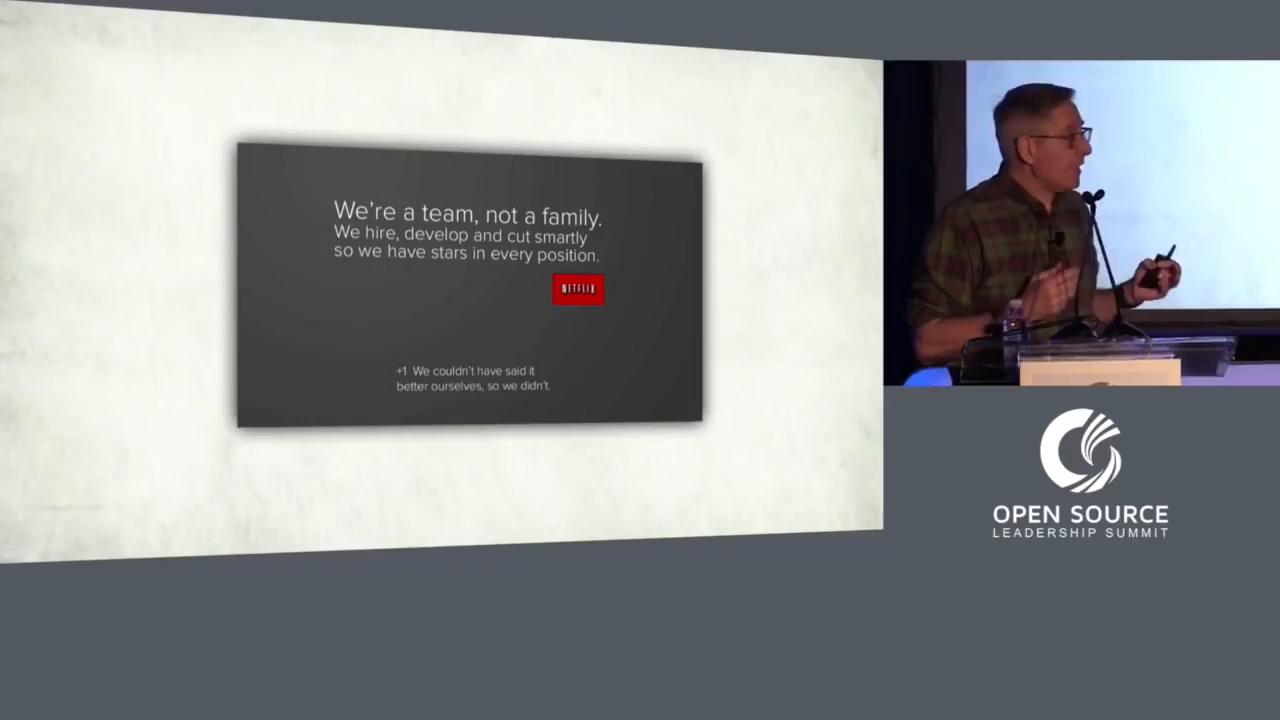 We're a team, not a family.
We hire, develop and cut smartly
so we have stars in every position.
NETFLIX
+1 We couldn't have said it
better ourselves, so we didn't.
OPEN SOURCE
LEADERSHIP SUMMIT